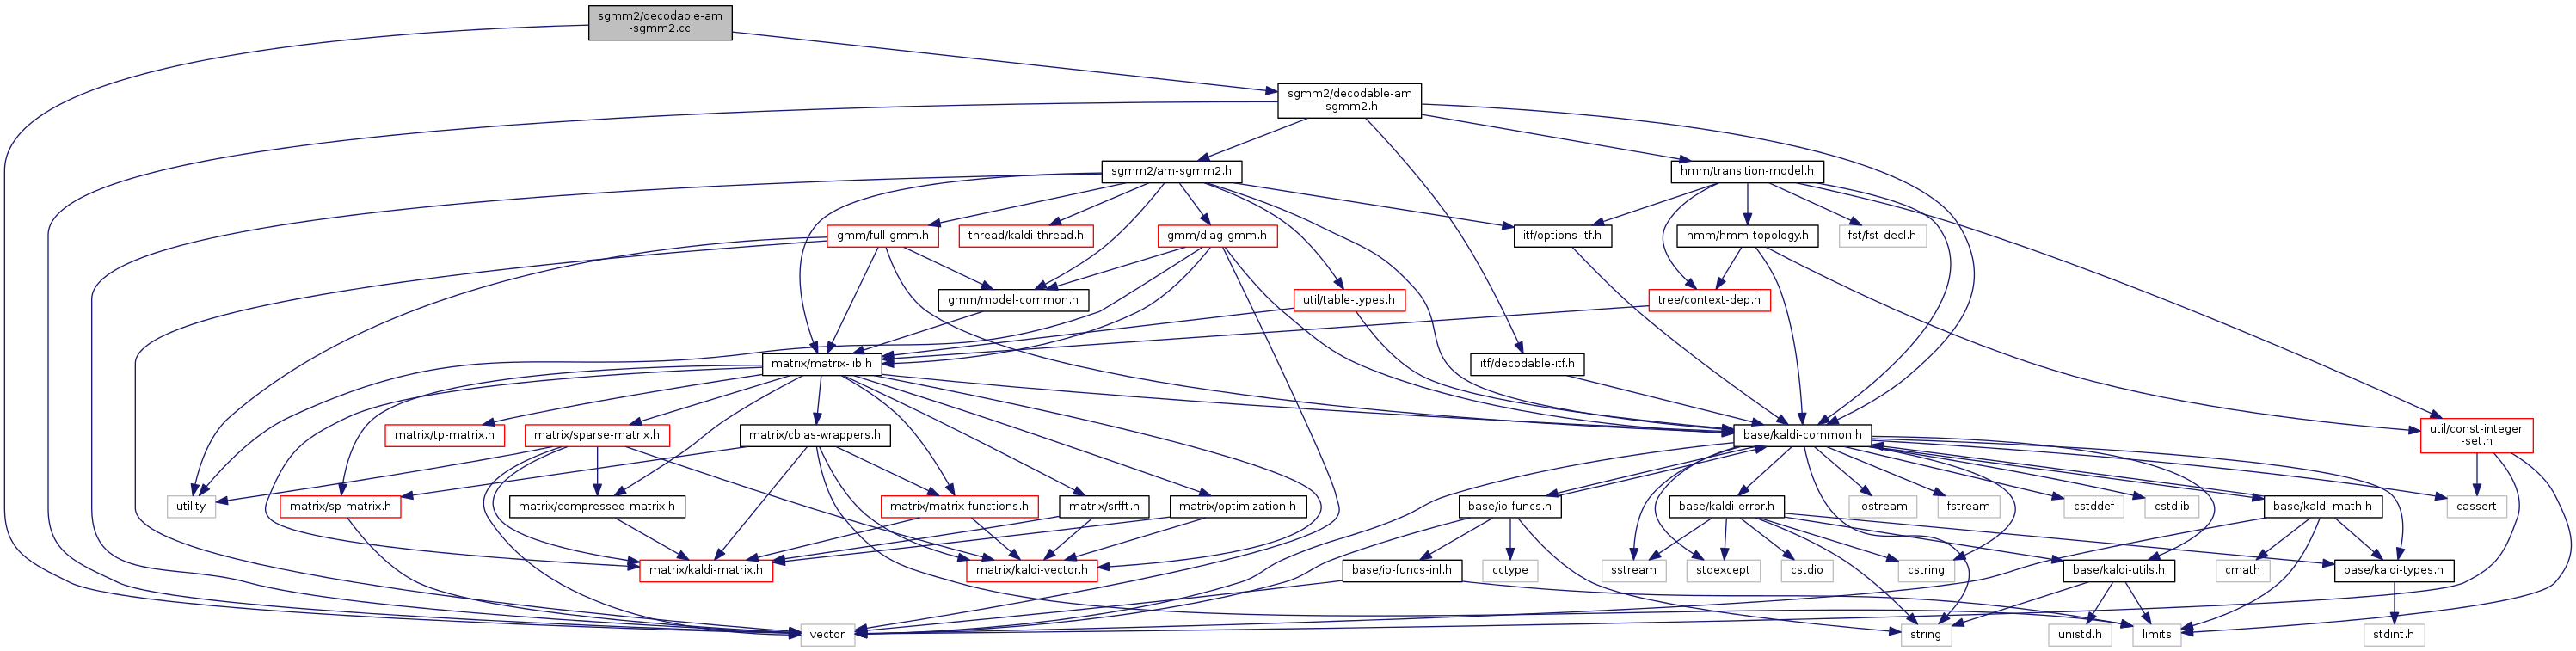 sgmm2/decodable-am
-sgmm2.cc
sgmm2/decodable-am
-sgmm2.h
sgmm2/am-sgmm2.h
hmm/transition-model.h
gmm/full-gmm.h
thread/kaldi-thread.h
gmm/diag-gmm.h
itf/options-itf.h
hmm/hmm-topology.h
fst/fst-decl.h
gmm/model-common.h
util/table-types.h
tree/context-dep.h
matrix/matrix-lib.h
itf/decodable-itf.h
matrix/tp-matrix.h
matrix/sparse-matrix.h
matrix/cblas-wrappers.h
base/kaldi-common.h
util/const-integer
-set.h
utility
matrix/sp-matrix.h
matrix/compressed-matrix.h
matrix/matrix-functions.h
matrix/srfft.h
matrix/optimization.h
base/io-funcs.h
base/kaldi-error.h
iostream
fstream
cstddef
cstdlib
base/kaldi-math.h
cassert
matrix/kaldi-matrix.h
matrix/kaldi-vector.h
base/io-funcs-inl.h
cctype
sstream
stdexcept
cstdio
cstring
base/kaldi-utils.h
cmath
base/kaldi-types.h
vector
string
unistd.h
limits
stdint.h